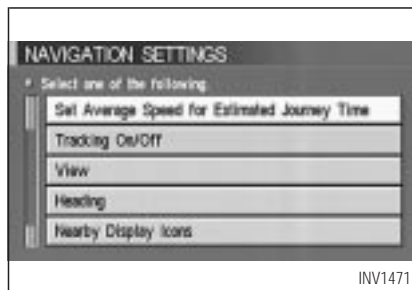 NAVIGATION SETTINGS
Select one of the following
Set Average Speed for Estimated Journey Time
Tracking On/Off
View
Heading
Nearby Display Icons
INV1471